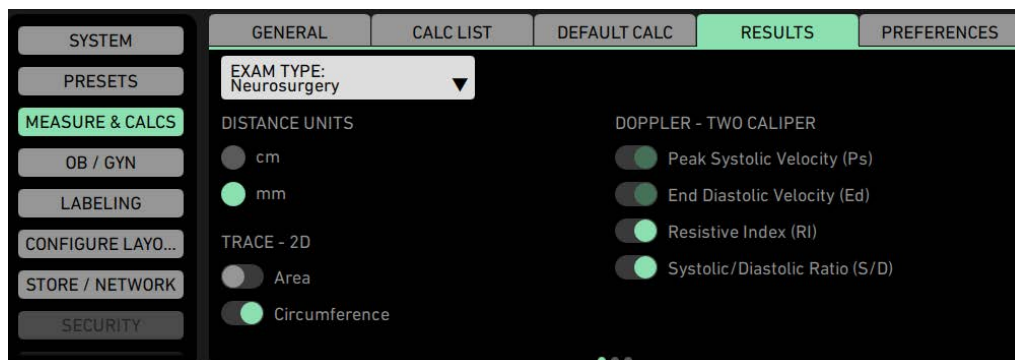 SYSTEM
PRESETS
MEASURE & CALCS
OB / GYN
LABELING
CONFIGURE LAYO...
STORE / NETWORK
SECURITY
GENERAL
CALC LIST
DEFAULT CALC
RESULTS
PREFERENCES
EXAM TYPE:
Neurosurgery
DISTANCE UNITS
cm
mm
TRACE - 2D
Area
Circumference
DOPPLER - TWO CALIPER
Peak Systolic Velocity (Ps)
End Diastolic Velocity (Ed)
Resistive Index (RI)
Systolic/Diastolic Ratio (S/D)